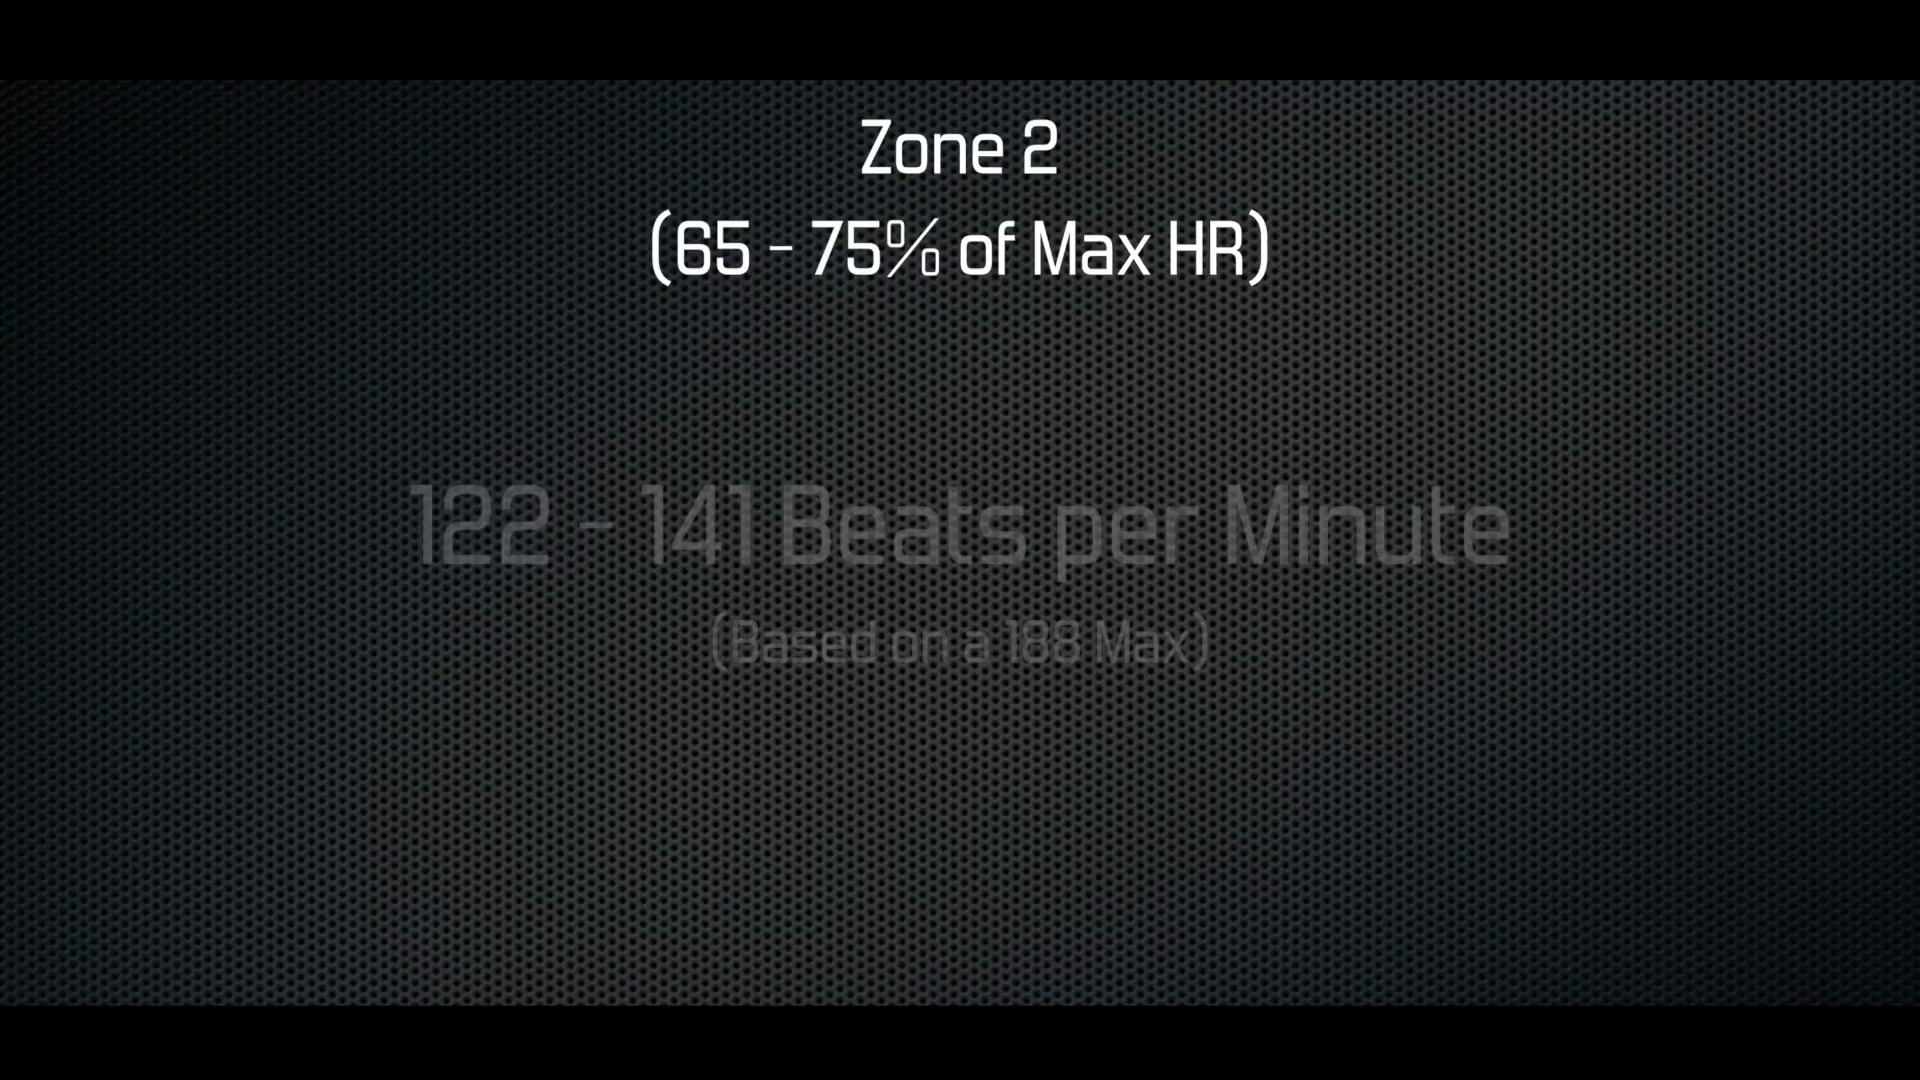 Zone 2
(65 - 75% of Max HR)
122 - 141 Beats per Minute
(Based on a 188 Max)